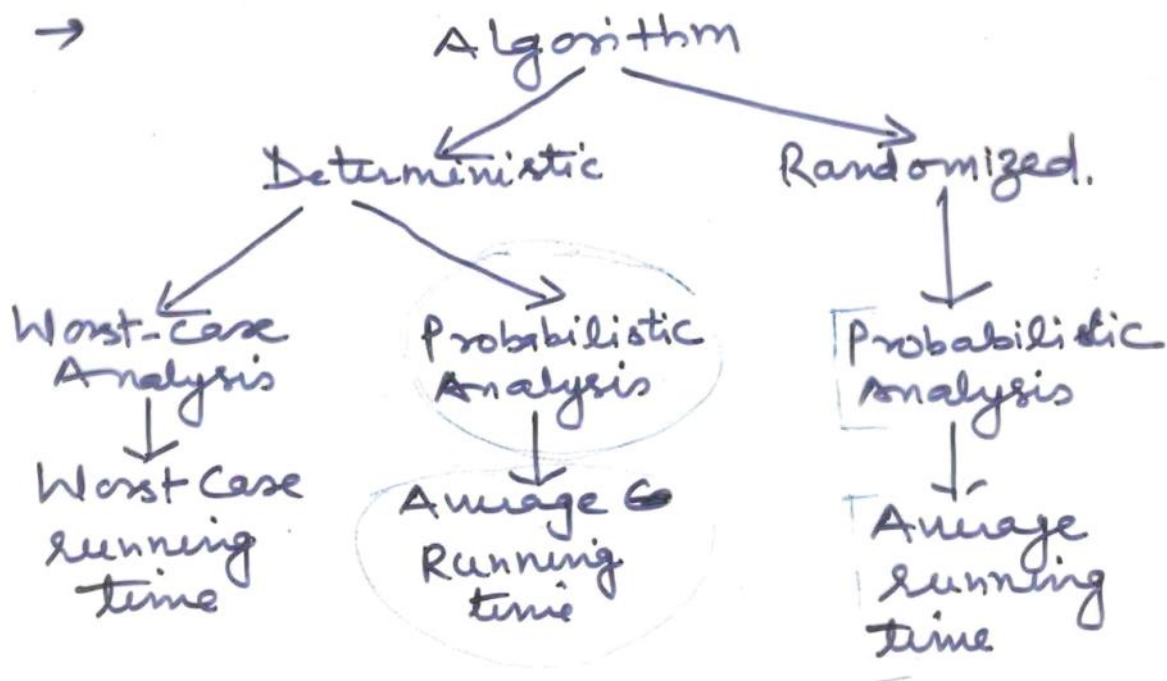 → Algorithm
Deterministic
Randomized.
Worst-Case
Analysis
Probabilistic
Analysis
Probabilistic
Analysis
Worst Case
running
time
Average
Running
time
Average
running
time